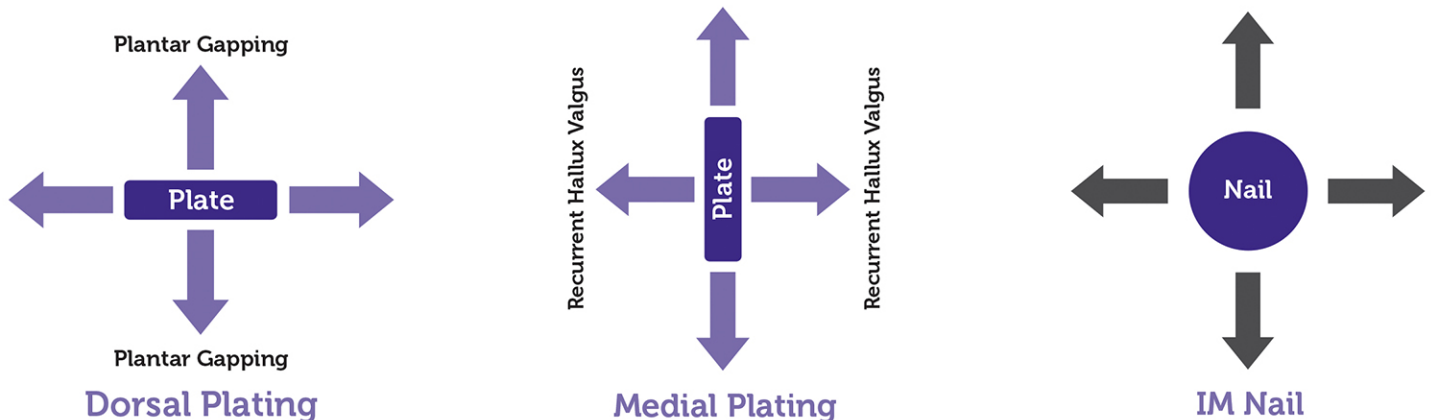 Plantar Gapping
Plate
Plantar Gapping
Dorsal Plating
Recurrent Hallux Valgus
Plate
Recurrent Hallux Valgus
Medial Plating
Nail
IM Nail